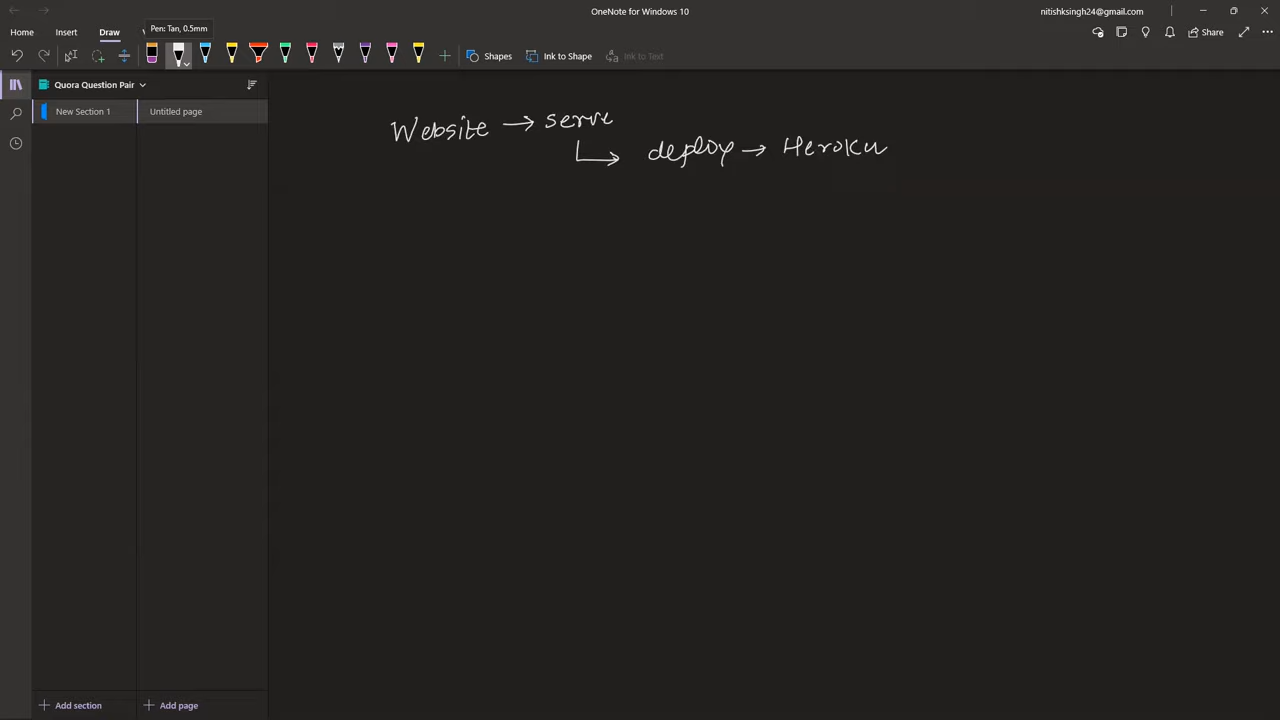 OneNote for Windows 10
nitishksingh24@gmail.com
Pen: Tan, 0.5mm
Home Insert Draw
Share
Shapes Ink to Shape Ink to Text
Quora Question Pair
New Section 1 Untitled page
Website → serve
deploy → Heroku
Add section Add page